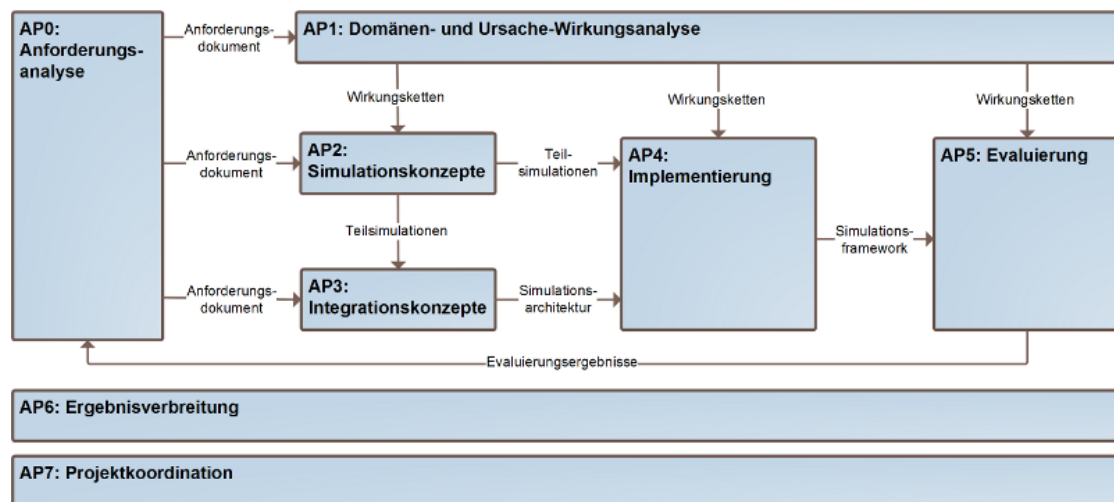 AP0:
Anforderungs-
analyse
Anforderungs-
dokument
AP1: Domänen- und Ursache-Wirkungsanalyse
Wirkungsketten
Wirkungsketten
Wirkungsketten
Anforderungs-
dokument
AP2:
Simulationskonzepte
Teil-
simulationen
AP4:
Implementierung
AP5: Evaluierung
Teilsimulationen
Simulations-
framework
Anforderungs-
dokument
AP3:
Integrationskonzepte
Simulations-
architektur
Evaluierungsergebnisse
AP6: Ergebnisverbreitung
AP7: Projektkoordination